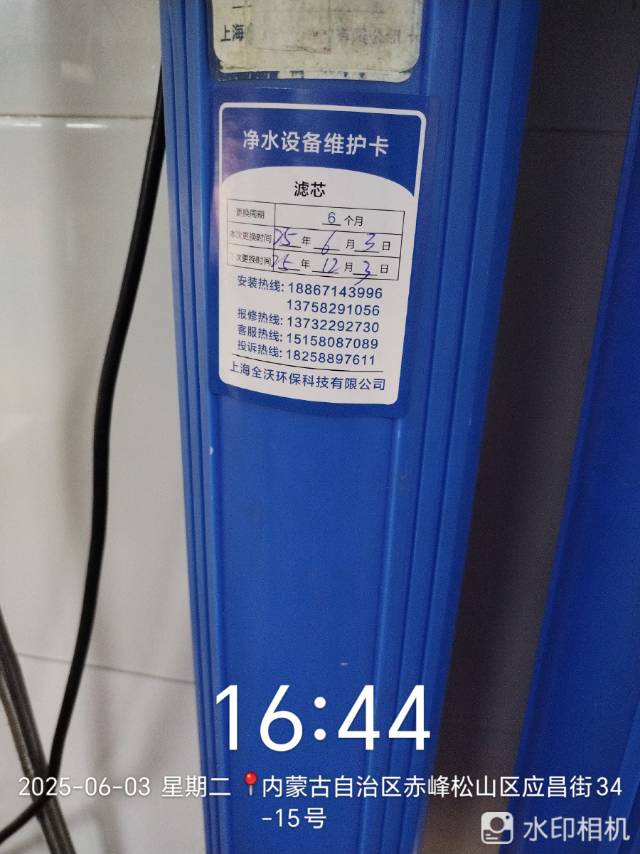 上海
净水设备维护卡
滤芯
更换周期 6 个月
本次更换时间 25 年 6 月 3 日
次更换时间 25 年 12 月 3 日
安装热线: 18867143996
13758291056
报修热线: 13732292730
客服热线: 15158087089
投诉热线: 18258897611
上海全沃环保科技有限公司
16:44
2025-06-03 星期二 内蒙古自治区赤峰松山区应昌街34
-15号
水印相机